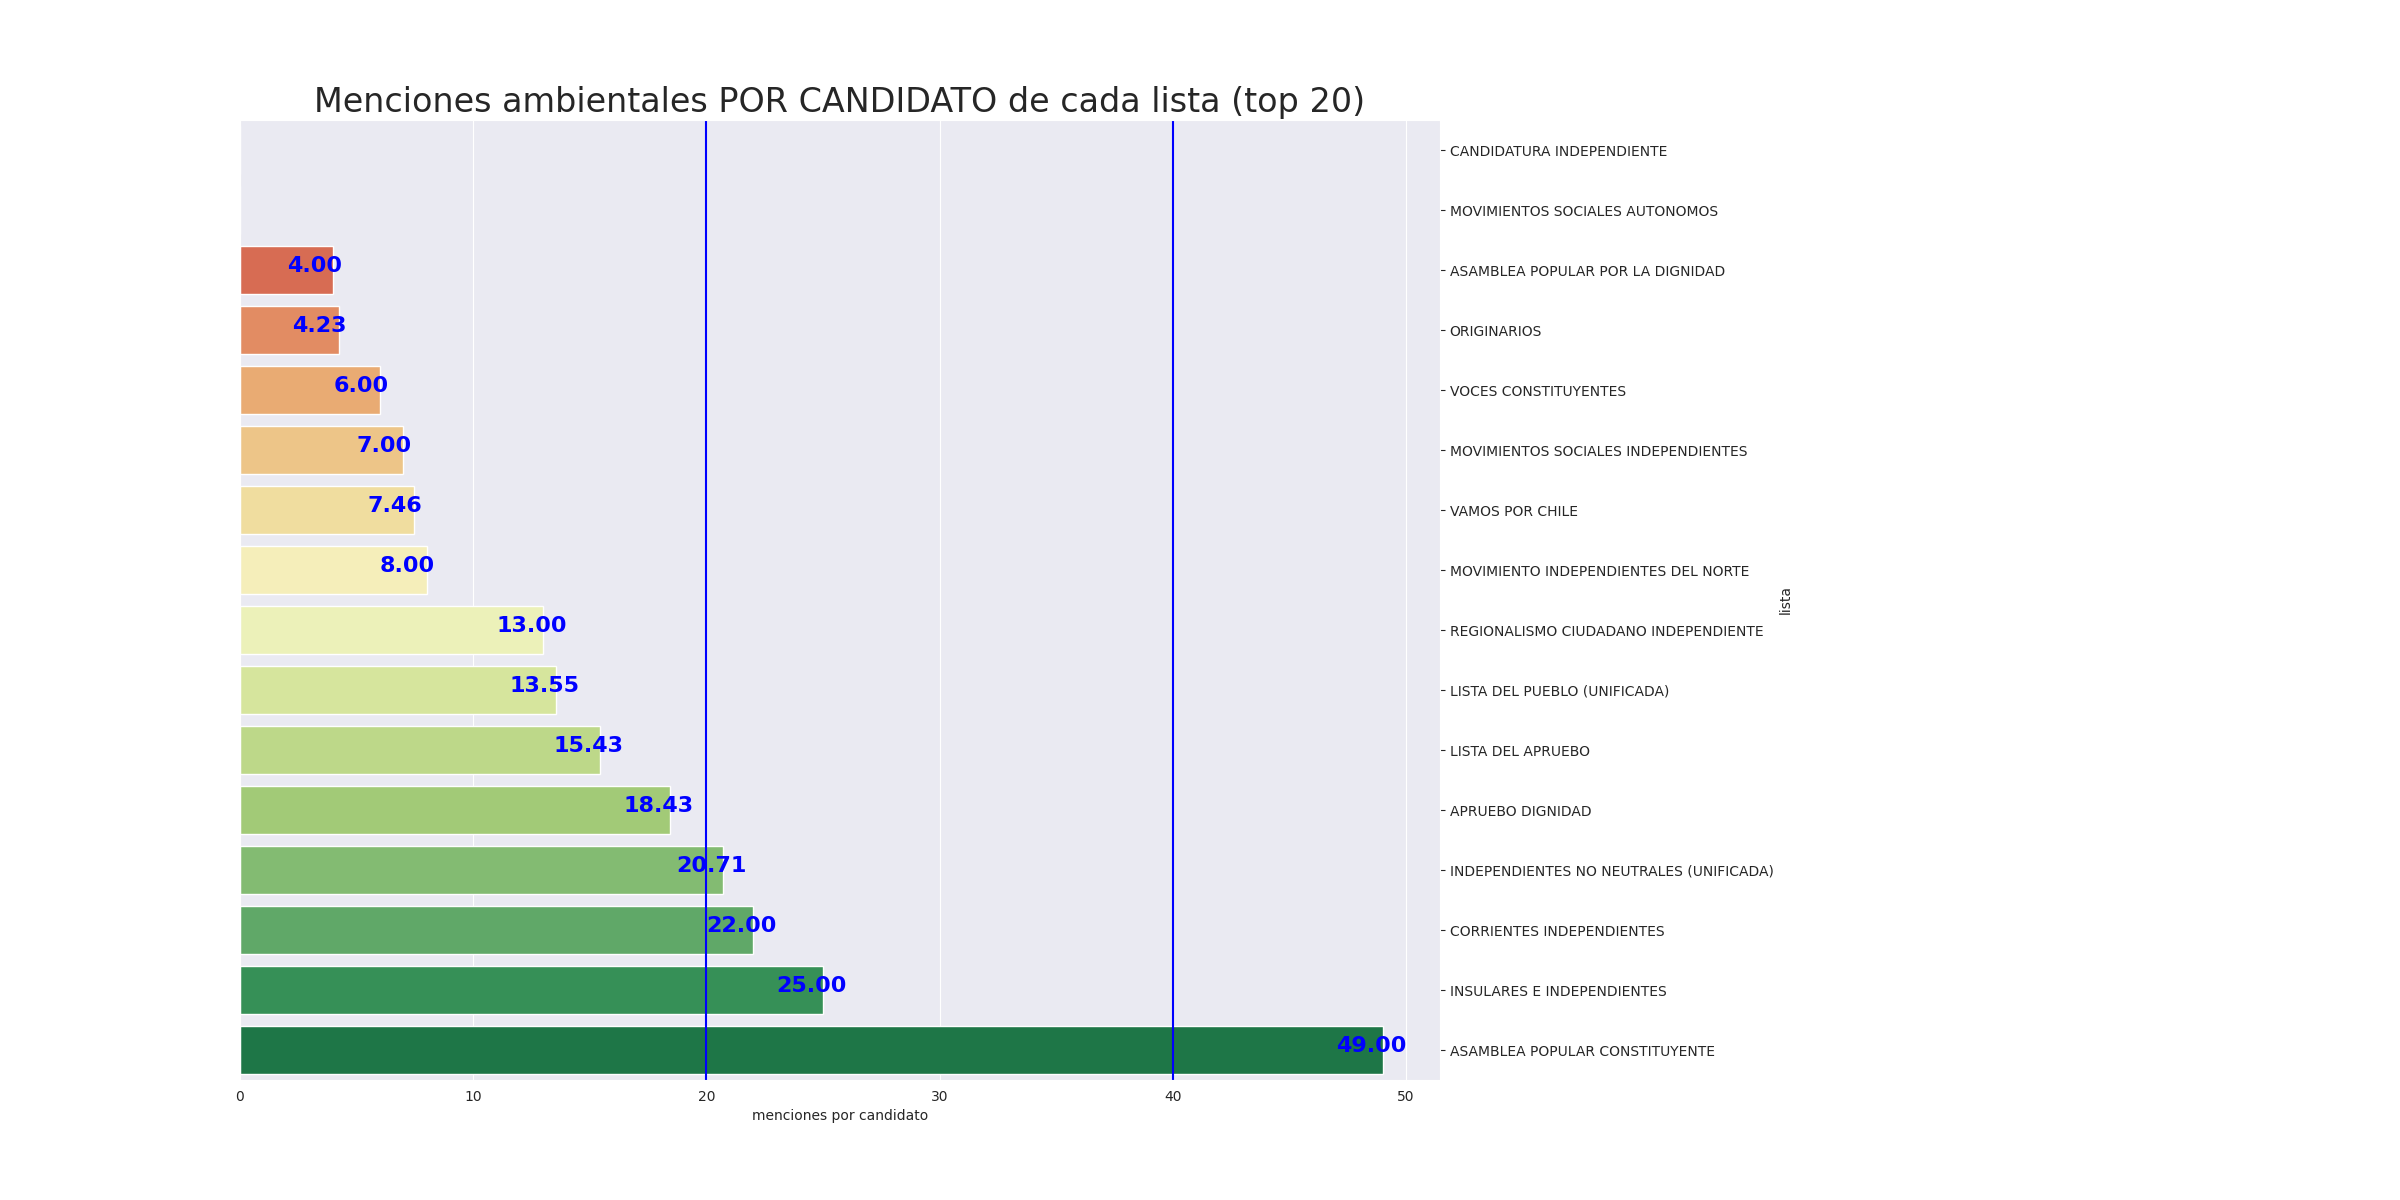 Menciones ambientales POR CANDIDATO de cada lista (top 20)
CANDIDATURA INDEPENDIENTE
MOVIMIENTOS SOCIALES AUTONOMOS
4.00 ASAMBLEA POPULAR POR LA DIGNIDAD
4.23 ORIGINARIOS
6.00 VOCES CONSTITUYENTES
7.00 MOVIMIENTOS SOCIALES INDEPENDIENTES
7.46 VAMOS POR CHILE
8.00 MOVIMIENTO INDEPENDIENTES DEL NORTE
lista
13.00 REGIONALISMO CIUDADANO INDEPENDIENTE
13.55 LISTA DEL PUEBLO (UNIFICADA)
15.43 LISTA DEL APRUEBO
18.43 APRUEBO DIGNIDAD
20.71 INDEPENDIENTES NO NEUTRALES (UNIFICADA)
22.00 CORRIENTES INDEPENDIENTES
25.00 INSULARES E INDEPENDIENTES
49.00 ASAMBLEA POPULAR CONSTITUYENTE
0 10 20 30 40 50
menciones por candidato